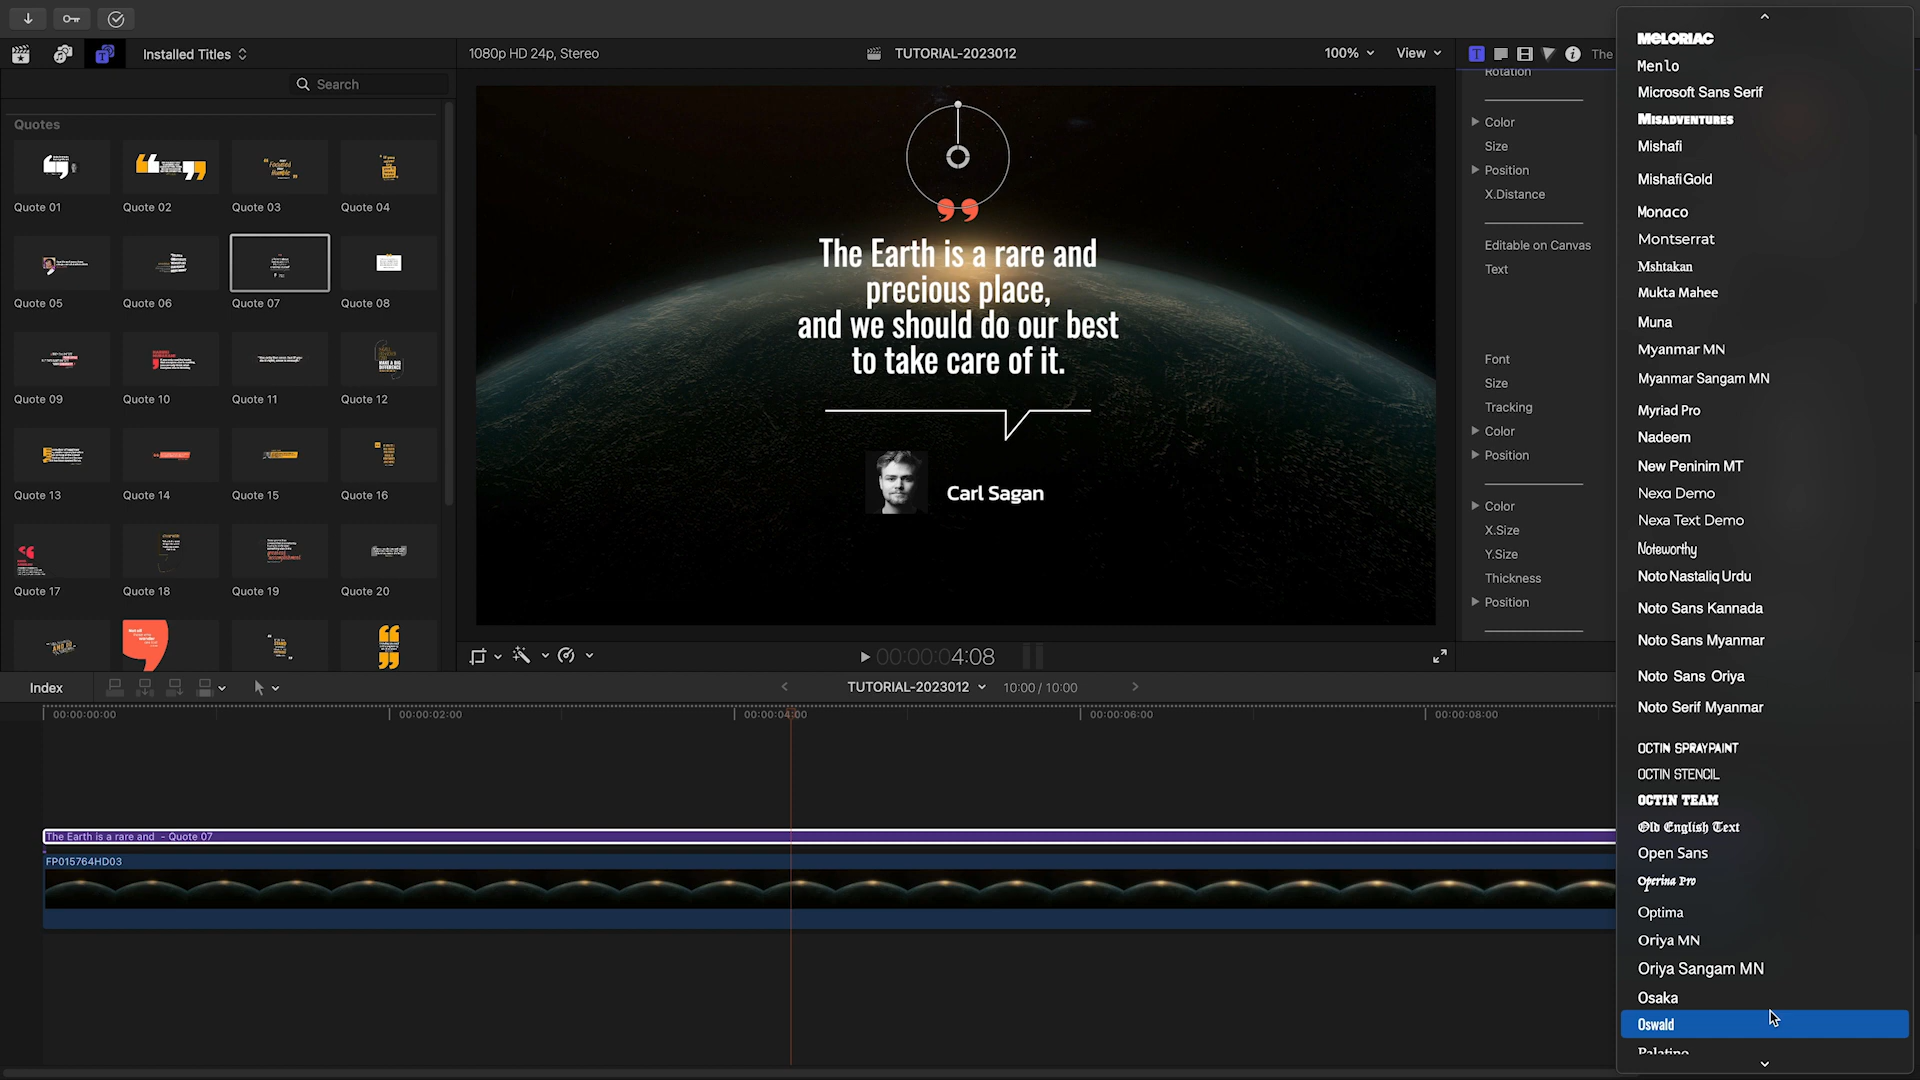 Installed Titles
1080p HD 24p, Stereo
TUTORIAL-2023012
100%
View
The
Search
Quotes
Quote 01
Quote 02
Quote 03
Quote 04
Quote 05
Quote 06
Quote 07
Quote 08
Quote 09
Quote 10
Quote 11
Quote 12
Quote 13
Quote 14
Quote 15
Quote 16
Quote 17
Quote 18
Quote 19
Quote 20
The Earth is a rare and
precious place,
and we should do our best
to take care of it.
Carl Sagan
Rotation
Color
Size
Position
X.Distance
Editable on Canvas
Text
Font
Size
Tracking
Color
Position
Color
X.Size
Y.Size
Thickness
Position
MELORIAC
Menlo
Microsoft Sans Serif
Misadventures
Mishafi
Mishafi Gold
Monaco
Montserrat
Mshtakan
Mukta Mahee
Muna
Myanmar MN
Myanmar Sangam MN
Myriad Pro
Nadeem
New Peninim MT
Nexa Demo
Nexa Text Demo
Noteworthy
Noto Nastaliq Urdu
Noto Sans Kannada
Noto Sans Myanmar
Noto Sans Oriya
Noto Serif Myanmar
OCTIN SPRAYPAINT
OCTIN STENCIL
OCTIN TEAM
Old English Text
Open Sans
Operina Pro
Optima
Oriya MN
Oriya Sangam MN
Osaka
Oswald
Palatino
00:00:04:08
Index
TUTORIAL-2023012
10:00 / 10:00
00:00:00:00
00:00:02:00
00:00:04:00
00:00:06:00
00:00:08:00
The Earth is a rare and - Quote 07
FP015764HD03